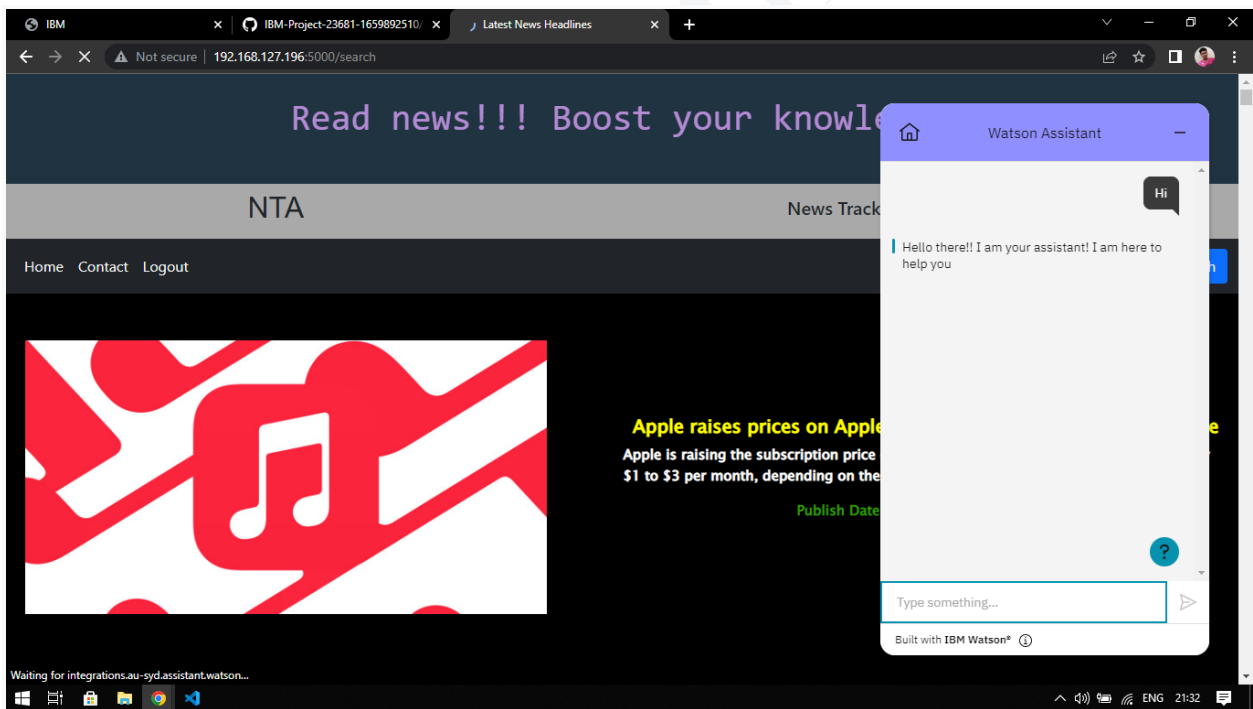 IBM
IBM-Project-23681-1659892510/
Latest News Headlines
Not secure | 192.168.127.196:5000/search
Read news!!! Boost your knowle
Watson Assistant
NTA
News Track
Hi
Hello there!! I am your assistant! I am here to
help you
Home Contact Logout
h
Apple raises prices on Apple
e
Apple is raising the subscription price
$1 to $3 per month, depending on the
Publish Date
?
Type something...
Built with IBM Watson®
Waiting for integrations.au-syd.assistant.watson...
ENG 21:32